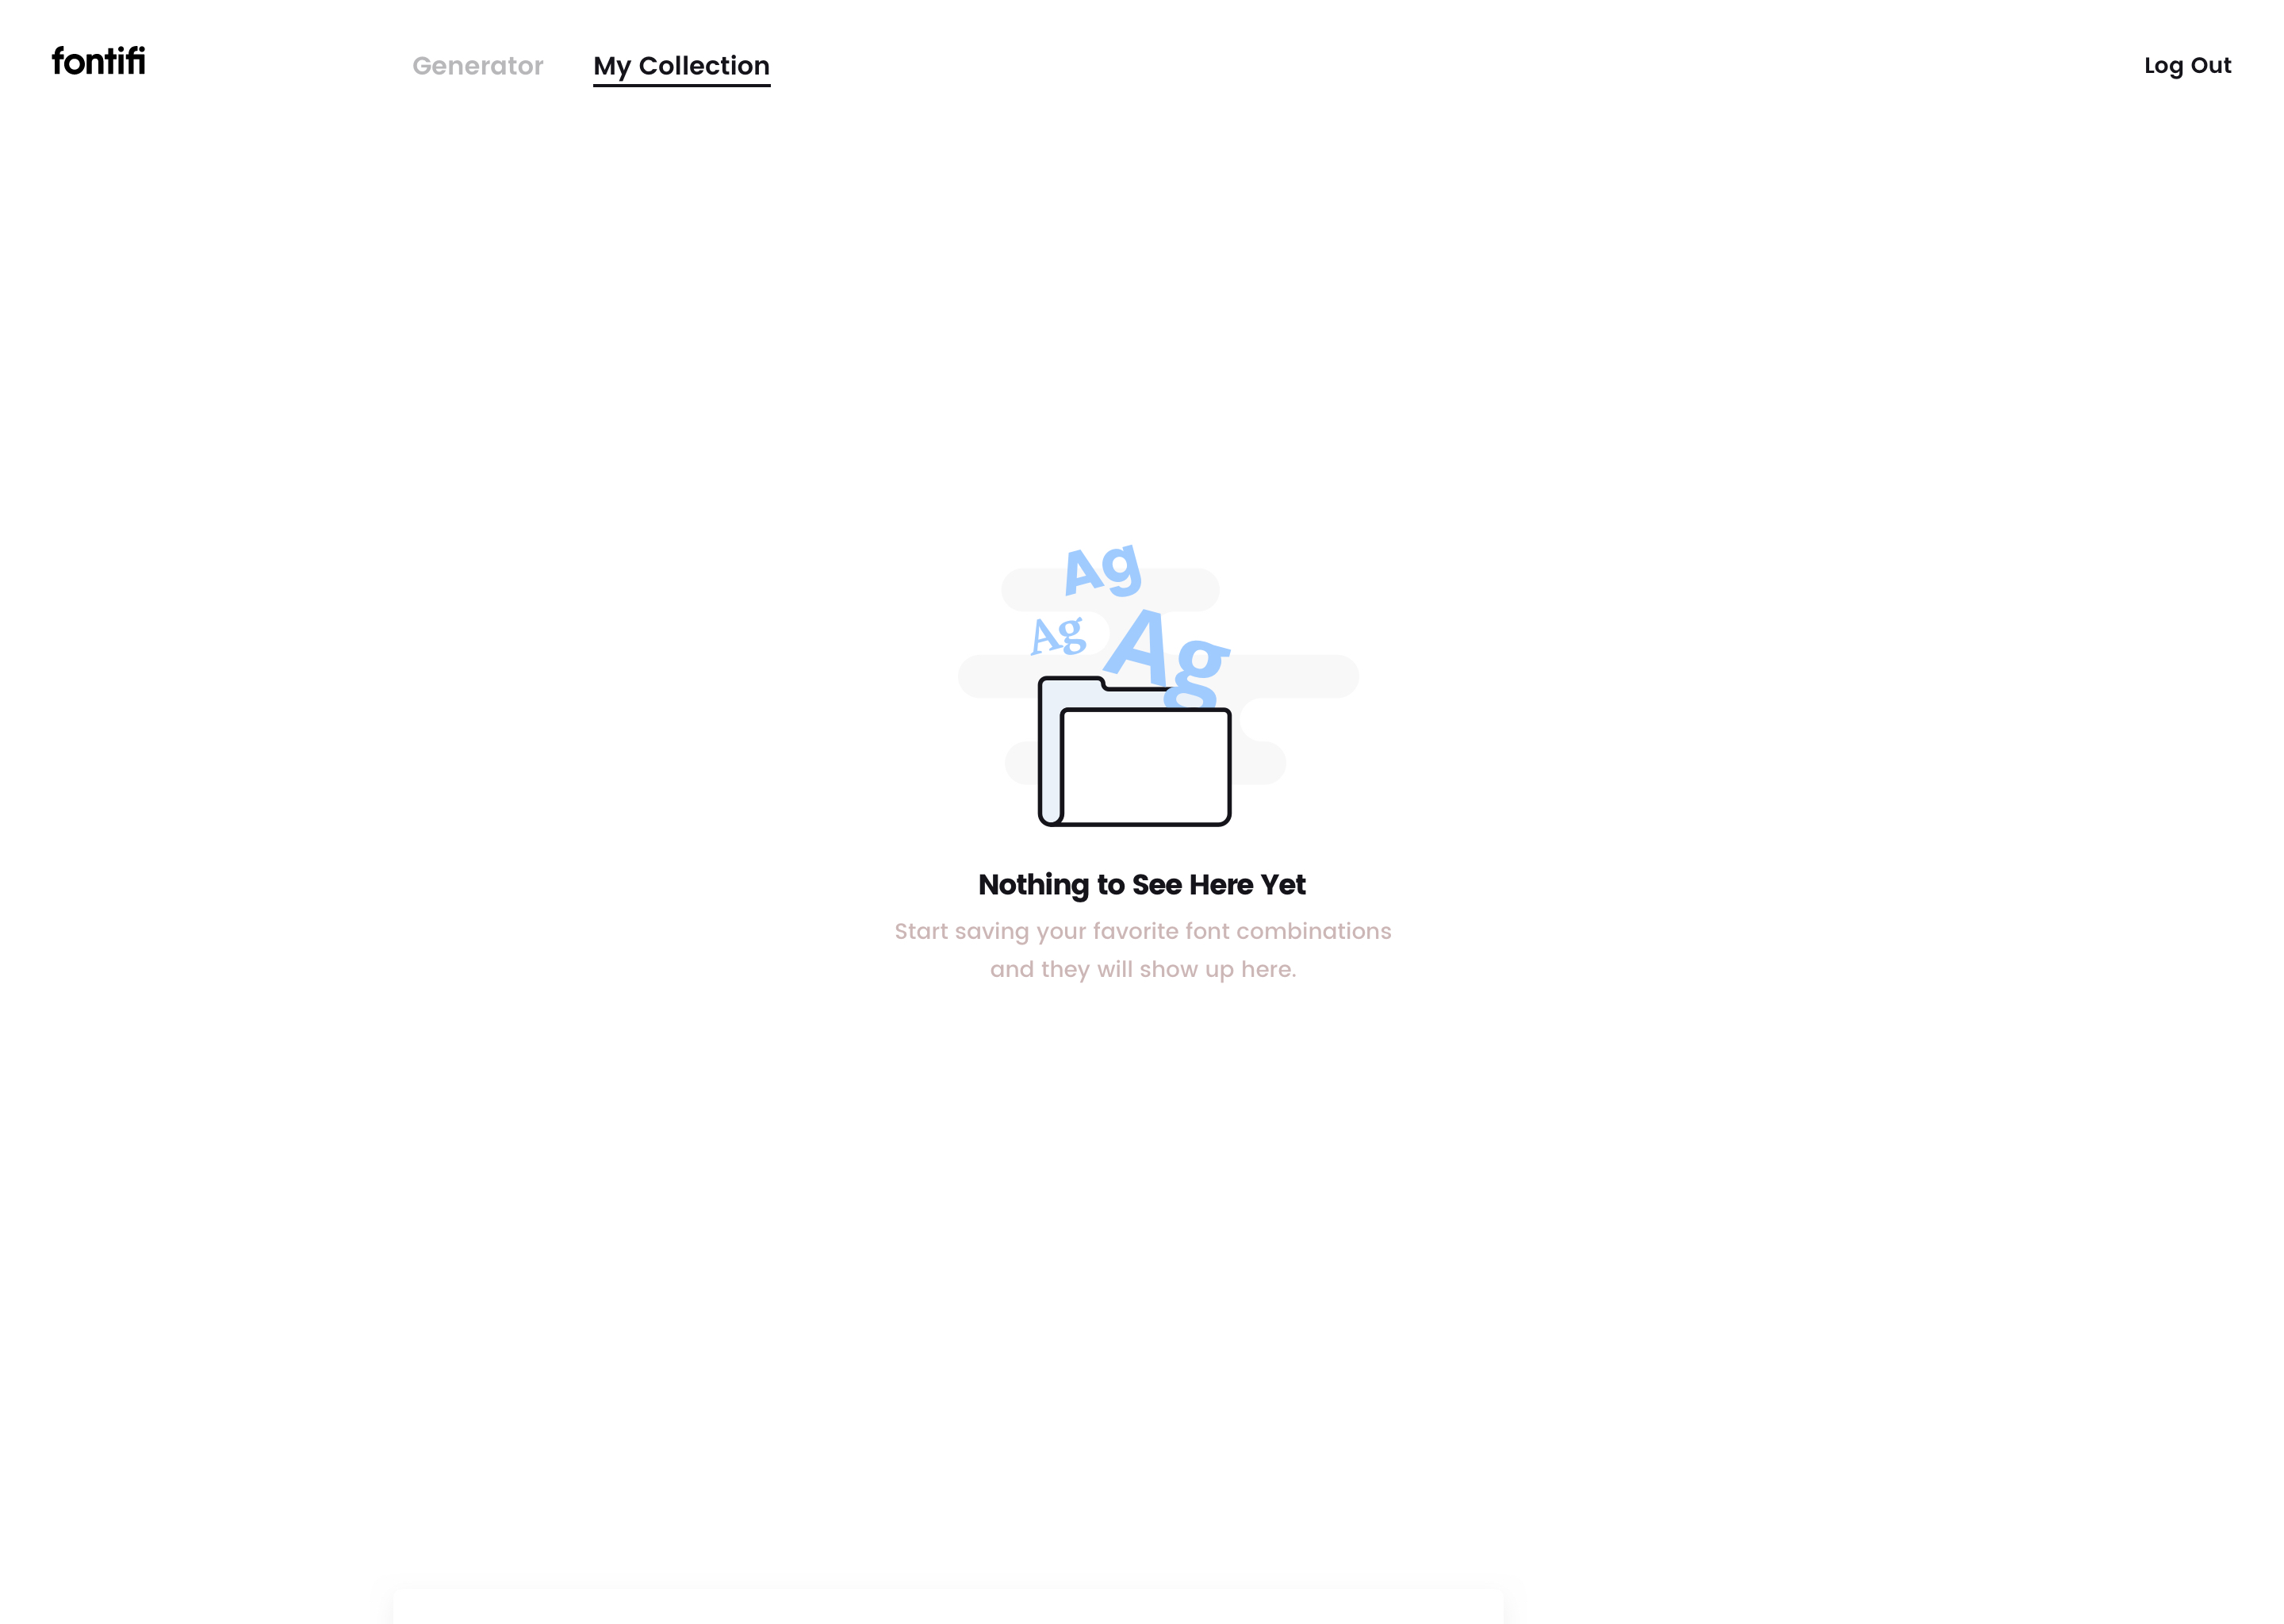 fontifi
Generator
My Collection
Log Out
Ag
Ag
Ag
Nothing to See Here Yet
Start saving your favorite font combinations
and they will show up here.